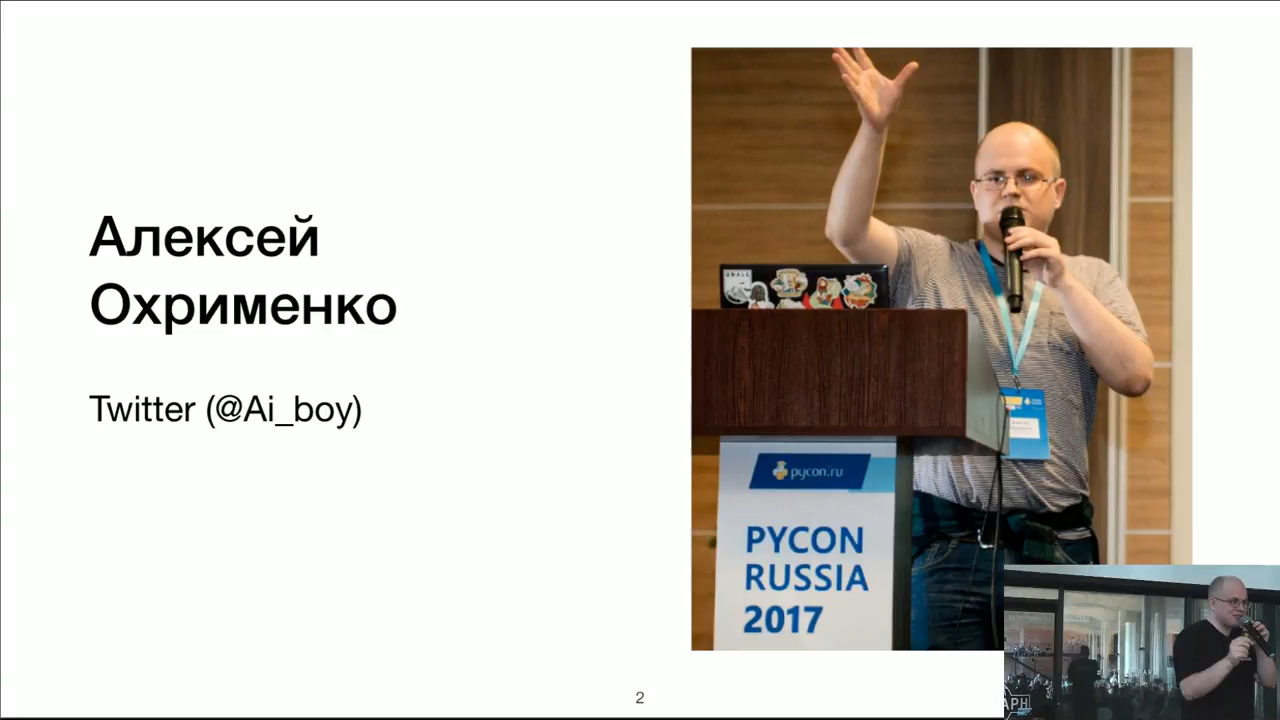 Алексей
Охрименко
Twitter (@Ai_boy)
pycon.ru
PYCON
RUSSIA
2017
2